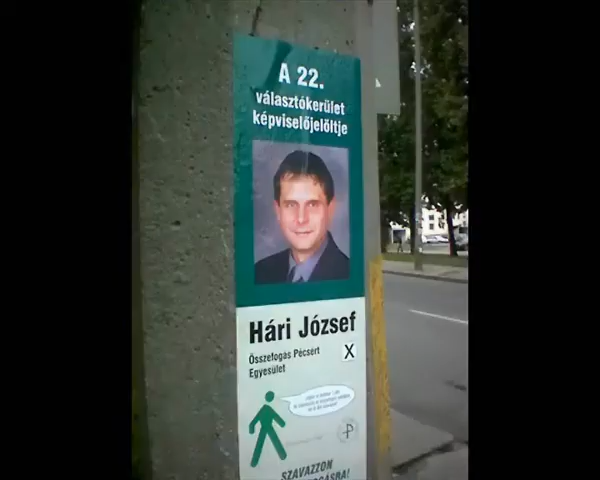 A 22.
választókerület
képviselőjelöltje
Hári József
Összefogás Pécsért
Egyesület
X
SZAVAZZON